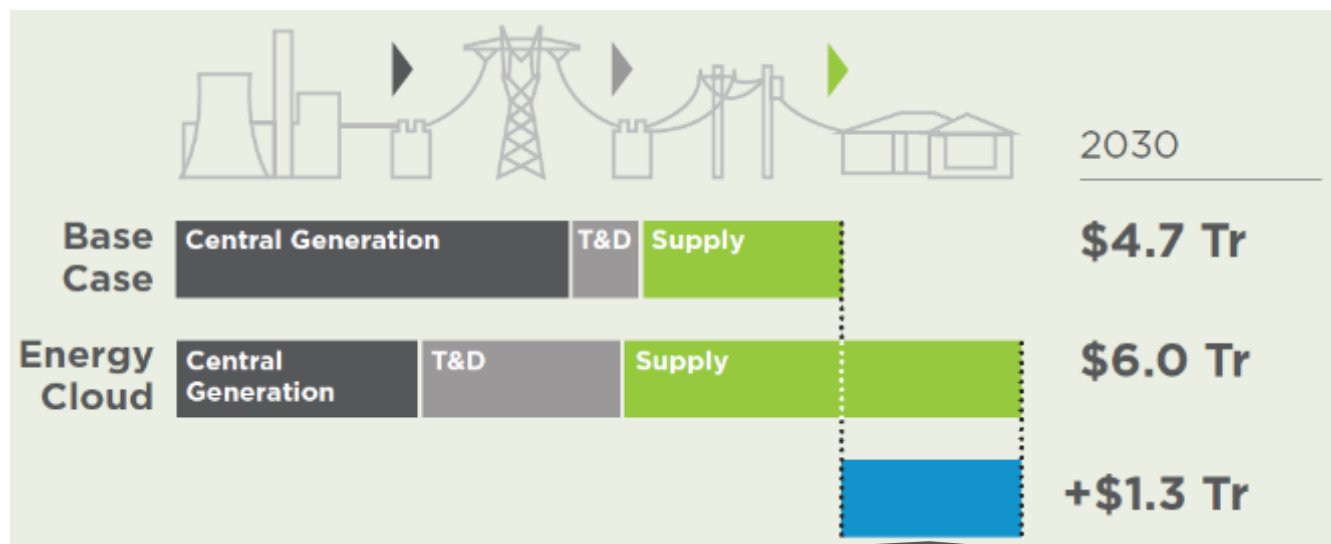 2030
Base
Case
Central Generation
T&D
Supply
$4.7 Tr
Energy
Cloud
Central
Generation
T&D
Supply
$6.0 Tr
+$1.3 Tr